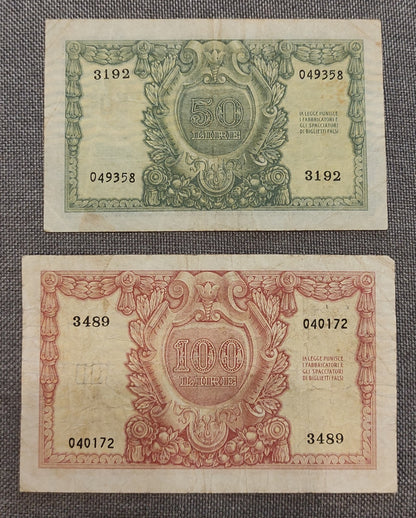 3192
049358
50
LIRE
LA LEGGE PUNISCE
I FABBRICATORI E
GLI SPACCIATORI
DI BIGLIETTI FALSI
049358
3192
3489
040172
100
LIRE
LA LEGGE PUNISCE
I FABBRICATORI E
GLI SPACCIATORI
DI BIGLIETTI FALSI
040172
3489